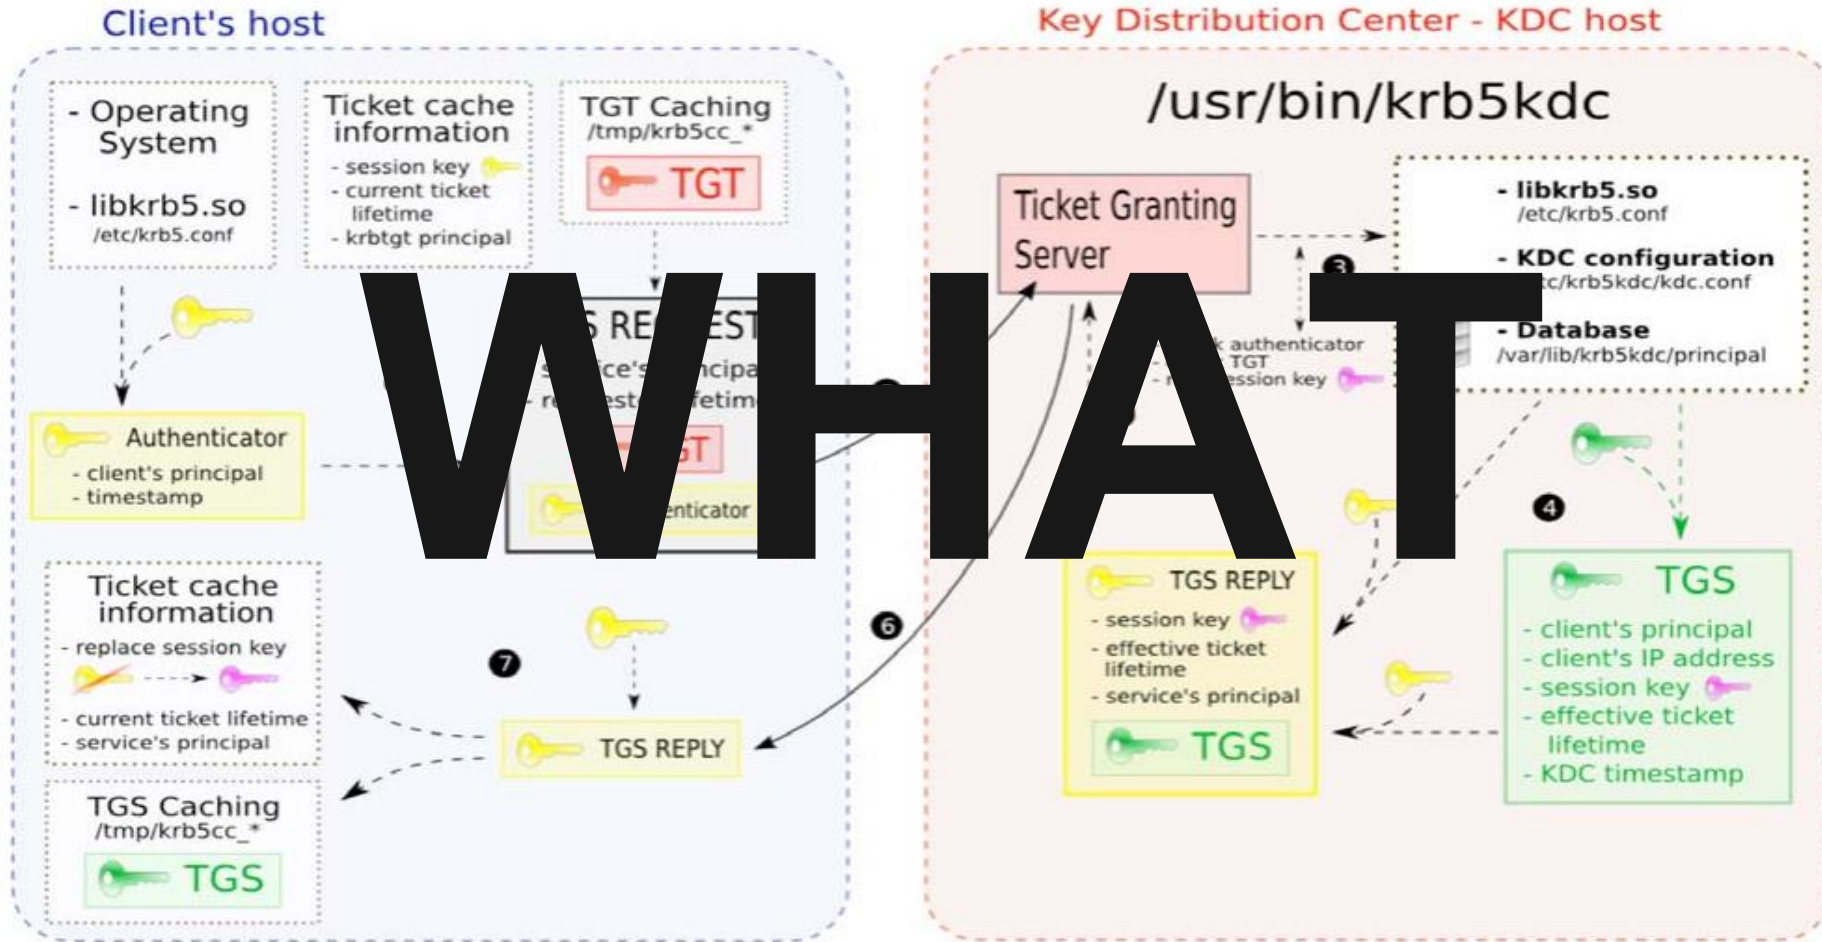 Client's host
- Operating
System
- libkrb5.so
/etc/krb5.conf
Ticket cache
information
- session key
- current ticket
lifetime
- krbtgt principal
TGT Caching
/tmp/krb5cc_*
TGT
Authenticator
- client's principal
- timestamp
Ticket cache
information
- replace session key
- current ticket lifetime
- service's principal
TGS Caching
/tmp/krb5cc_*
TGS
7
TGS REPLY
6
WHAT
Key Distribution Center - KDC host
/usr/bin/krb5kdc
Ticket Granting
Server
3
authenticator
TGT
key
- libkrb5.so
/etc/krb5.conf
- KDC configuration
- Database
/var/lib/krb5kdc/principal
4
TGS REPLY
- session key
- effective ticket
lifetime
- service's principal
TGS
TGS
- client's principal
- client's IP address
- session key
- effective ticket
lifetime
- KDC timestamp